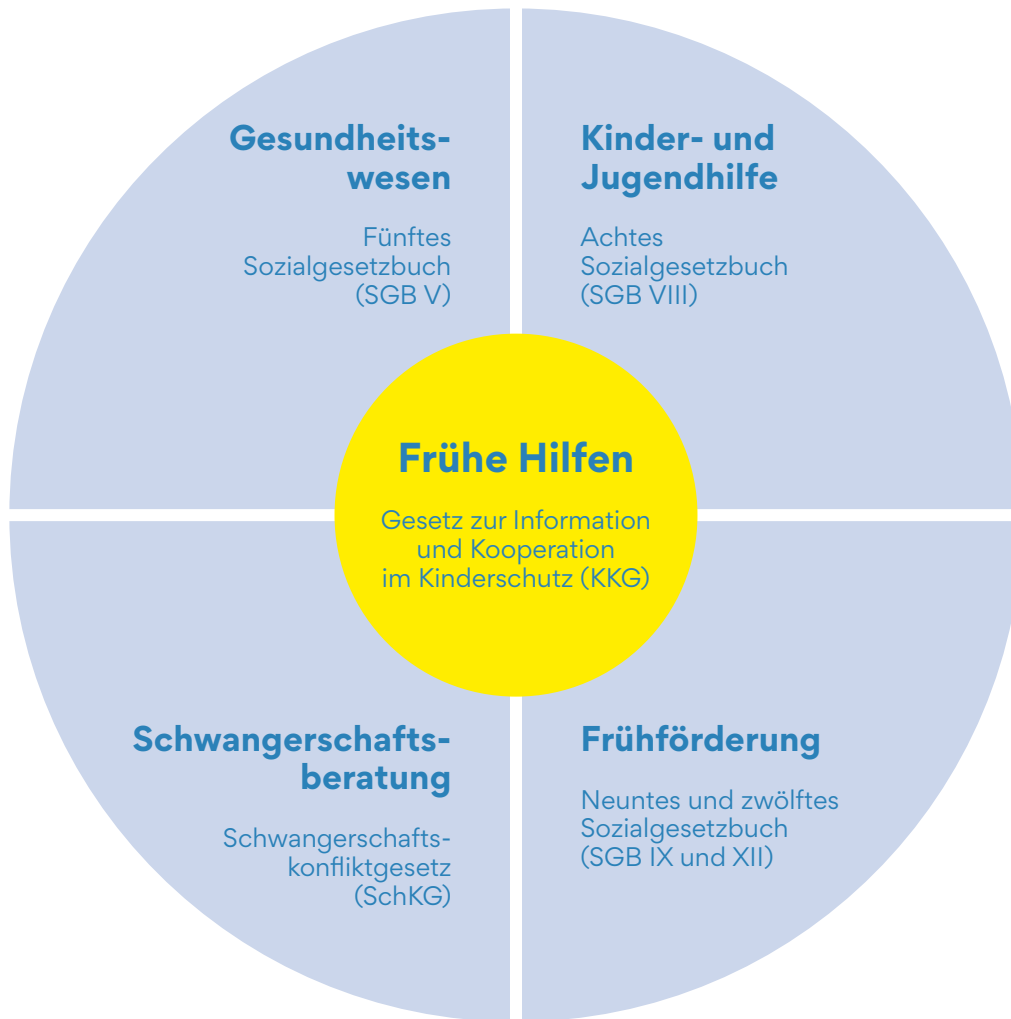 Gesundheits-
wesen
Fünftes
Sozialgesetzbuch
(SGB V)
Kinder- und
Jugendhilfe
Achtes
Sozialgesetzbuch
(SGB VIII)
Frühe Hilfen
Gesetz zur Information
und Kooperation
im Kinderschutz (KKG)
Schwangerschafts-
beratung
Schwangerschafts-
konfliktgesetz
(SchKG)
Frühförderung
Neuntes und zwölftes
Sozialgesetzbuch
(SGB IX und XII)